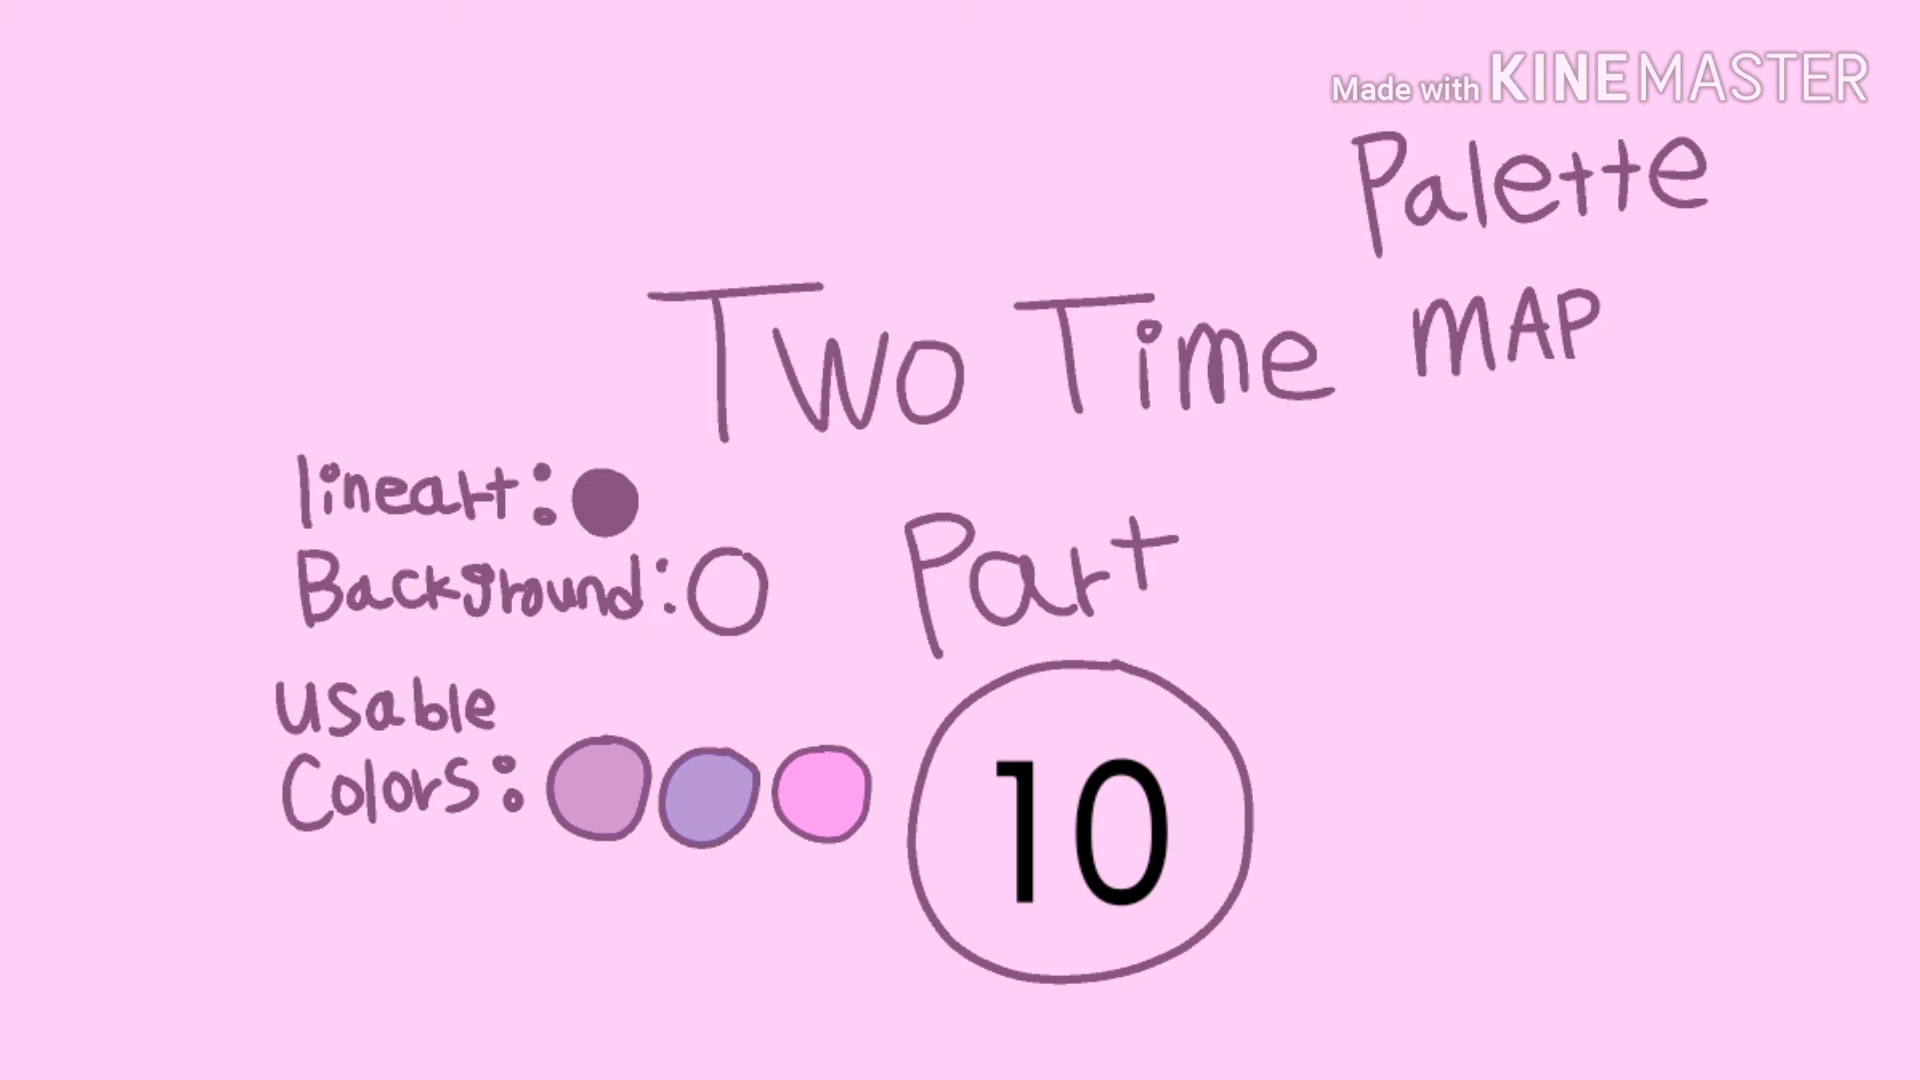 Made with KINEMASTER
Palette
Two Time MAP
lineart:
Background:
Part
usable
Colors:
10